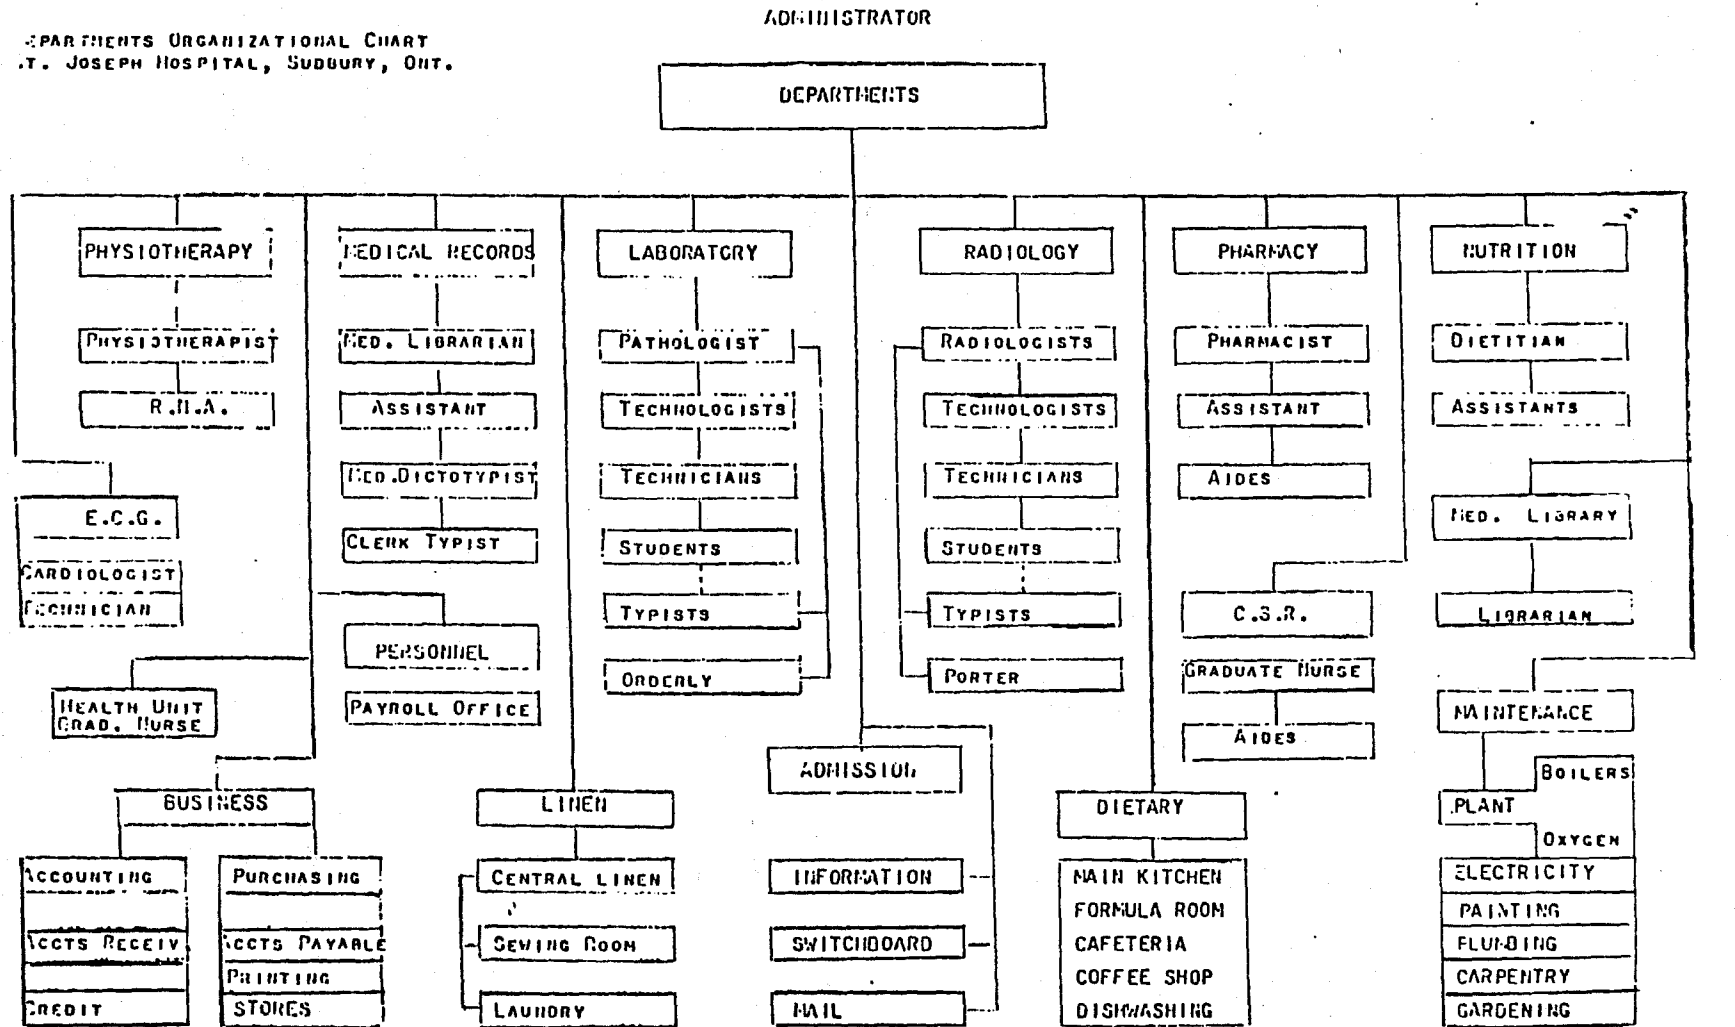 ADMINISTRATOR
DEPARTMENTS ORGANIZATIONAL CHART
ST. JOSEPH HOSPITAL, SUDBURY, ONT.
DEPARTMENTS
PHYSIOTHERAPY
PHYSIOTHERAPIST
R.N.A.
E.C.G.
CARDIOLOGIST
TECHNICIAN
HEALTH UNIT
GRAD. NURSE
MEDICAL RECORDS
MED. LIBRARIAN
ASSISTANT
MED.DICTOTYPIST
CLERK TYPIST
PERSONNEL
PAYROLL OFFICE
LABORATORY
PATHOLOGIST
TECHNOLOGISTS
TECHNICIANS
STUDENTS
TYPISTS
ORDERLY
RADIOLOGY
RADIOLOGISTS
TECHNOLOGISTS
TECHNICIANS
STUDENTS
TYPISTS
PORTER
PHARMACY
PHARMACIST
ASSISTANT
AIDES
C.S.R.
GRADUATE NURSE
AIDES
NUTRITION
DIETITIAN
ASSISTANTS
MED. LIBRARY
LIBRARIAN
MAINTENANCE
BOILERS
PLANT
OXYGEN
ELECTRICITY
PAINTING
PLUMBING
CARPENTRY
GARDENING
BUSINESS
ACCOUNTING
ACCTS RECEIV
CREDIT
PURCHASING
ACCTS PAYABLE
PRINTING
STORES
LINEN
CENTRAL LINEN
SEWING ROOM
LAUNDRY
ADMISSION
INFORMATION
SWITCHBOARD
MAIL
DIETARY
MAIN KITCHEN
FORMULA ROOM
CAFETERIA
COFFEE SHOP
DISHWASHING